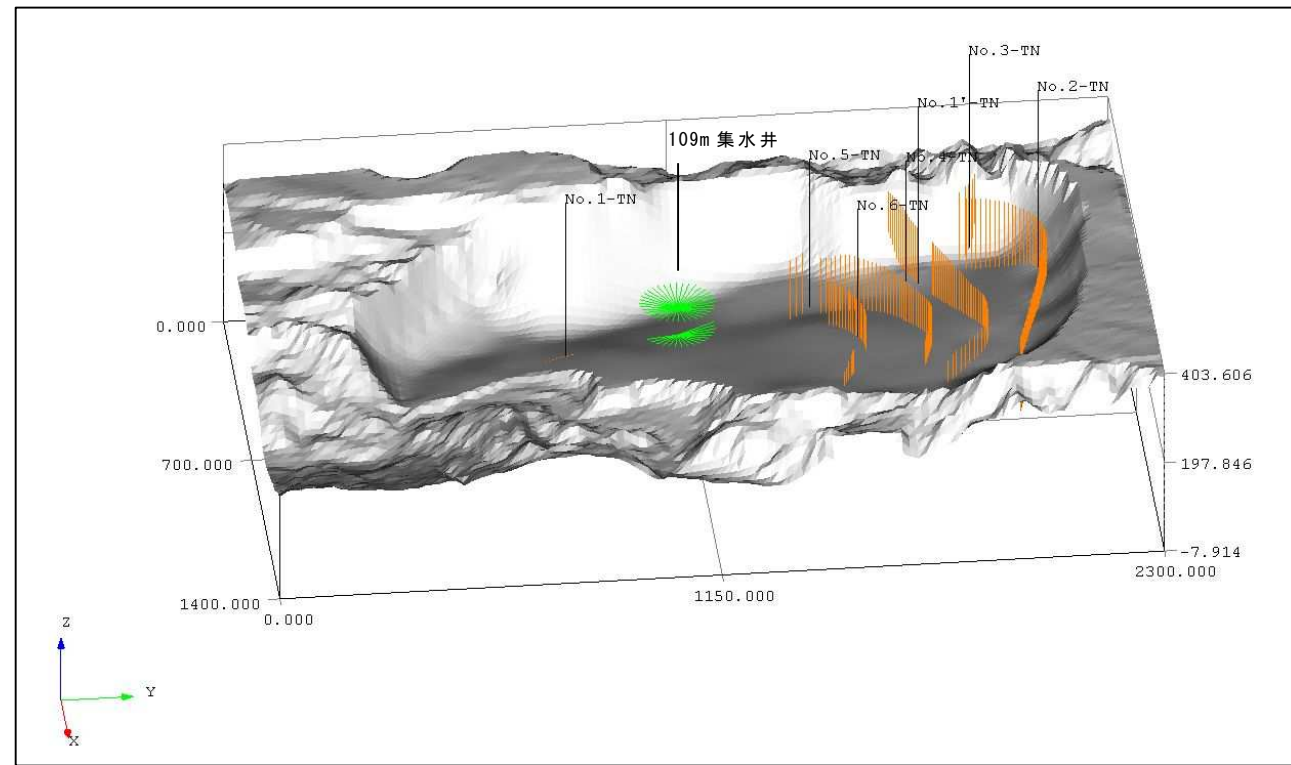 No.3-TN
No.2-TN
No.1'-TN
109m 集水井
No.5-TN
No.4-TN
No.1-TN
No.6-TN
0.000
403.606
700.000
197.846
-7.914
2300.000
1150.000
1400.000
0.000
Z
Y
X